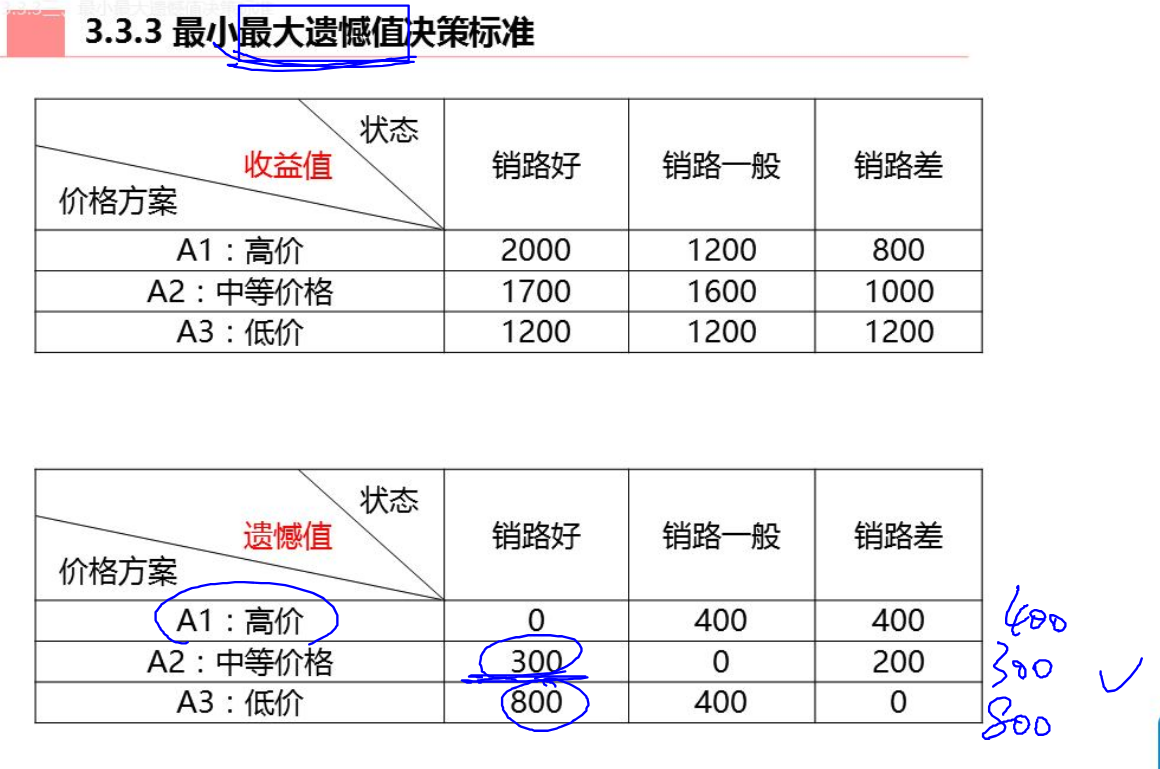 3.3.3 最小最大遗憾值决策标准
状态
收益值
价格方案
销路好 销路一般 销路差
A1：高价 2000 1200 800
A2：中等价格 1700 1600 1000
A3：低价 1200 1200 1200
状态
遗憾值
价格方案
销路好 销路一般 销路差
A1：高价 0 400 400 400
A2：中等价格 300 0 200 300
A3：低价 800 400 0 800